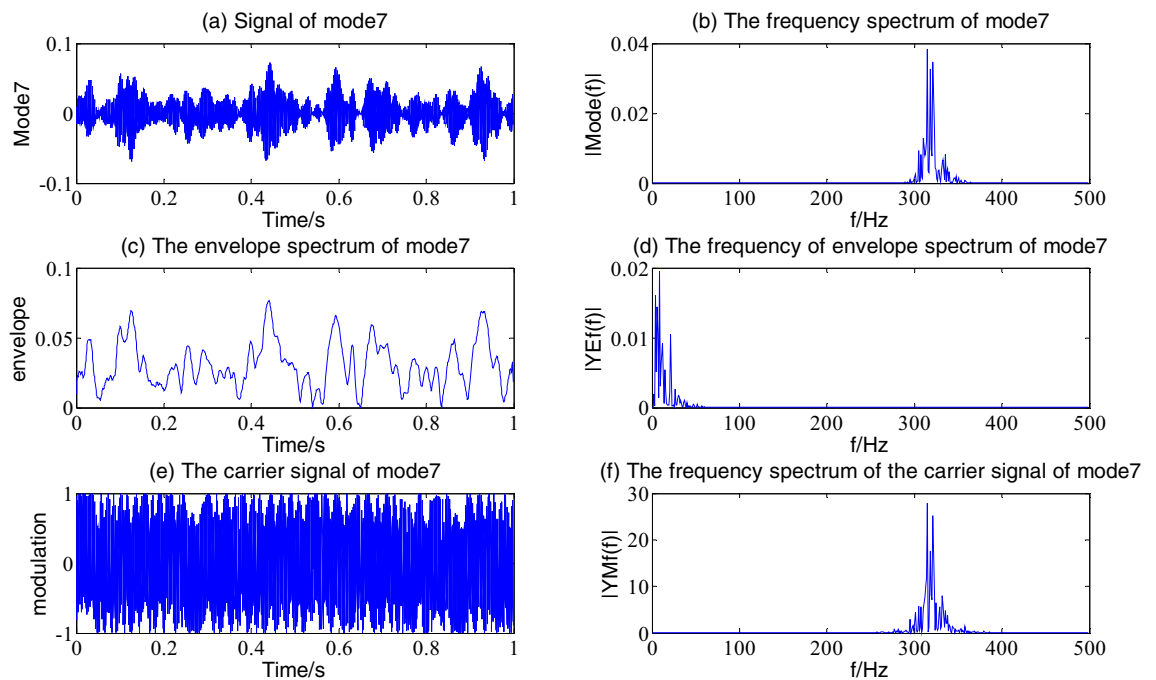 (a) Signal of mode7
0.1
0
-0.1
Mode7
0 0.2 0.4 0.6 0.8 1
Time/s
(b) The frequency spectrum of mode7
0.04
0.02
0
|Mode(f)|
0 100 200 300 400 500
f/Hz
(c) The envelope spectrum of mode7
0.1
0.05
0
envelope
0 0.2 0.4 0.6 0.8 1
Time/s
(d) The frequency of envelope spectrum of mode7
0.02
0.01
0
|YEf(f)|
0 100 200 300 400 500
f/Hz
(e) The carrier signal of mode7
1
0
-1
modulation
0 0.2 0.4 0.6 0.8 1
Time/s
(f) The frequency spectrum of the carrier signal of mode7
30
20
10
0
|YMf(f)|
0 100 200 300 400 500
f/Hz